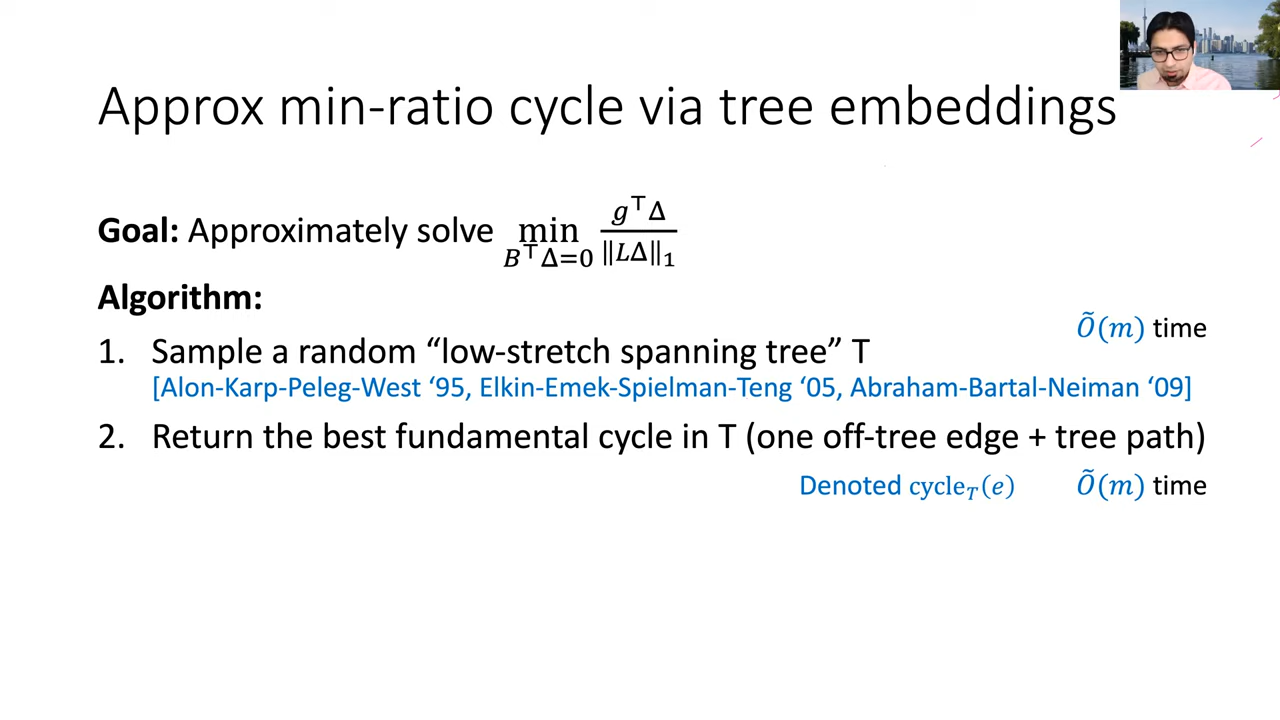 Approx min-ratio cycle via tree embeddings
Goal: Approximately solve min_{B^⊤Δ=0} g^⊤Δ / ‖LΔ‖_1
Algorithm:
Õ(m) time
1. Sample a random “low-stretch spanning tree” T
[Alon-Karp-Peleg-West ‘95, Elkin-Emek-Spielman-Teng ‘05, Abraham-Bartal-Neiman ‘09]
2. Return the best fundamental cycle in T (one off-tree edge + tree path)
Denoted cycle_T(e) Õ(m) time